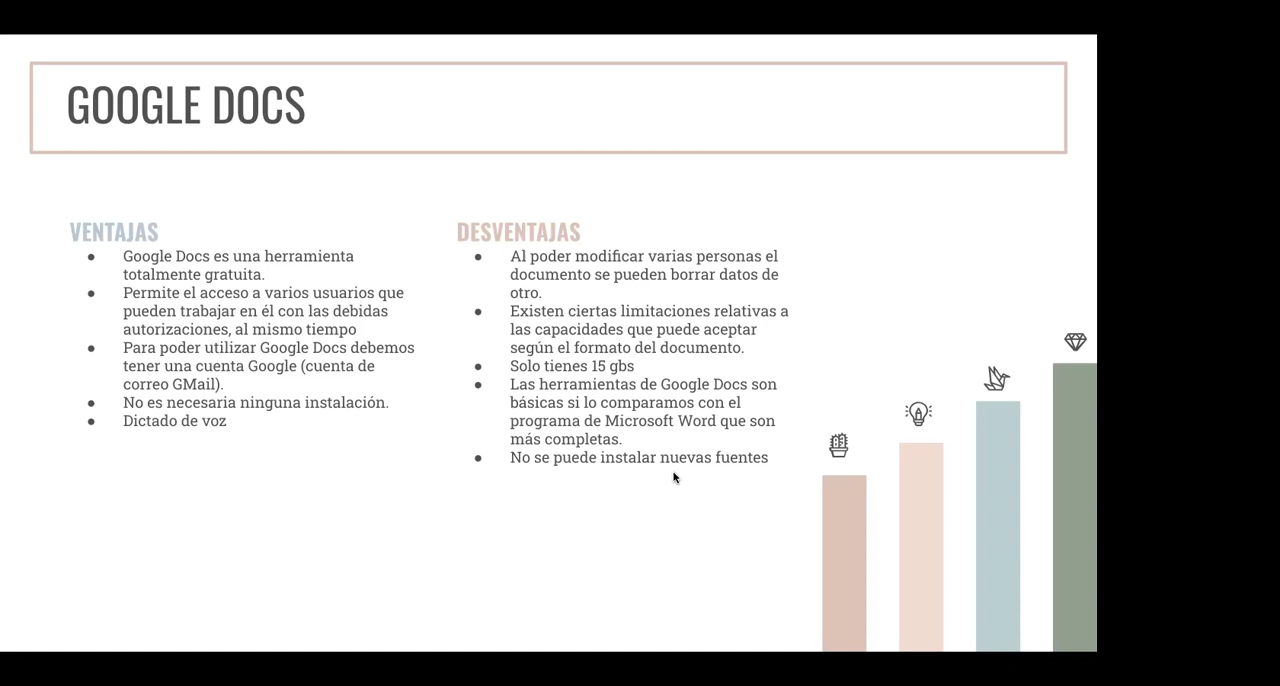 GOOGLE DOCS
VENTAJAS
● Google Docs es una herramienta
totalmente gratuita.
● Permite el acceso a varios usuarios que
pueden trabajar en él con las debidas
autorizaciones, al mismo tiempo
● Para poder utilizar Google Docs debemos
tener una cuenta Google (cuenta de
correo GMail).
● No es necesaria ninguna instalación.
● Dictado de voz
DESVENTAJAS
● Al poder modificar varias personas el
documento se pueden borrar datos de
otro.
● Existen ciertas limitaciones relativas a
las capacidades que puede aceptar
según el formato del documento.
● Solo tienes 15 gbs
● Las herramientas de Google Docs son
básicas si lo comparamos con el
programa de Microsoft Word que son
más completas.
● No se puede instalar nuevas fuentes